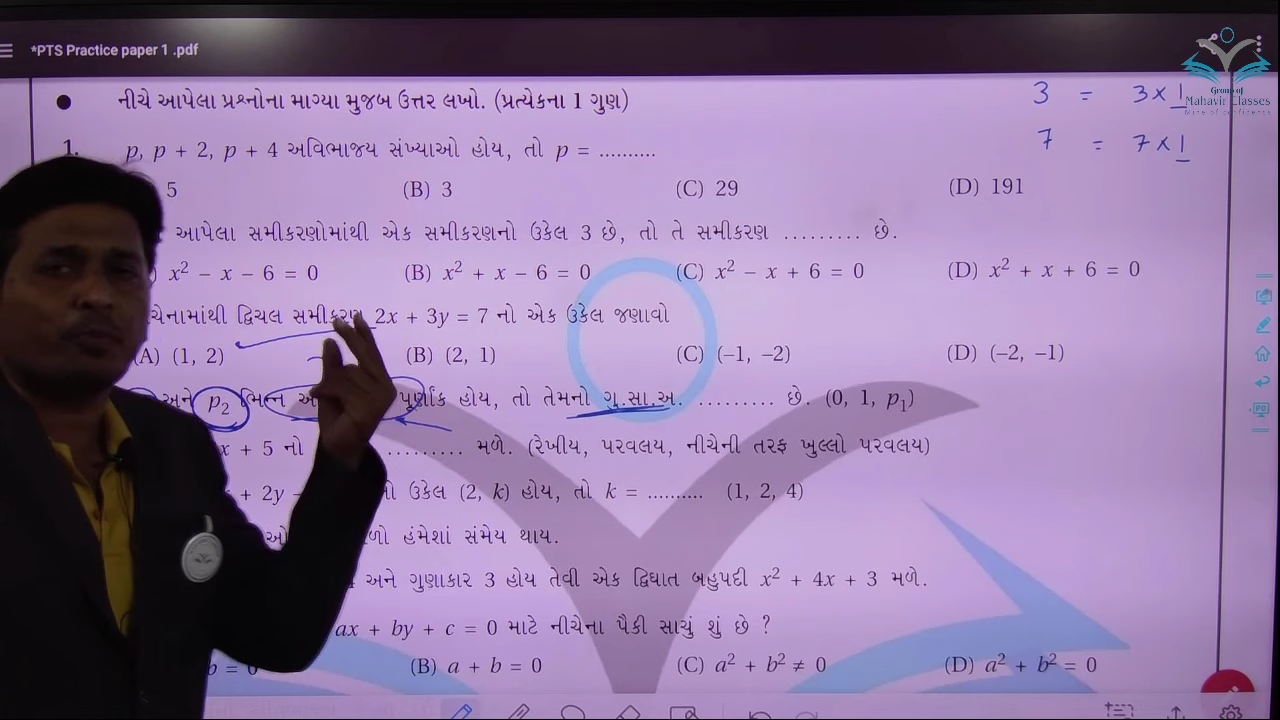 *PTS Practice paper 1 .pdf
Group of
Mahavir Classes
નીચે આપેલા પ્રશ્નોના માગ્યા મુજબ ઉત્તર લખો. (પ્રત્યેકના 1 ગુણ)
3 = 3 × 1
7 = 7 × 1
1. p, p + 2, p + 4 અવિભાજ્ય સંખ્યાઓ હોય, તો p = ..........
5 (B) 3 (C) 29 (D) 191
આપેલા સમીકરણોમાંથી એક સમીકરણનો ઉકેલ 3 છે, તો તે સમીકરણ ......... છે.
x² − x − 6 = 0 (B) x² + x − 6 = 0 (C) x² − x + 6 = 0 (D) x² + x + 6 = 0
દ્વિચલ સમીકરણ 2x + 3y = 7 નો એક ઉકેલ જણાવો
(A) (1, 2) (B) (2, 1) (C) (−1, −2) (D) (−2, −1)
અને p₂ ભિન્ન પૂર્ણાંક હોય, તો તેમનો ગુ.સા.અ. ......... છે. (0, 1, p₁)
x + 5 નો ......... મળે. (રેખીય, પરવલય, નીચેની તરફ ખુલ્લો પરવલય)
+ 2y ઉકેલ (2, k) હોય, તો k = .......... (1, 2, 4)
હંમેશાં સંમેય થાય.
અને ગુણાકાર 3 હોય તેવી એક દ્વિઘાત બહુપદી x² + 4x + 3 મળે.
ax + by + c = 0 માટે નીચેના પૈકી સાચું શું છે ?
b = 0 (B) a + b = 0 (C) a² + b² ≠ 0 (D) a² + b² = 0